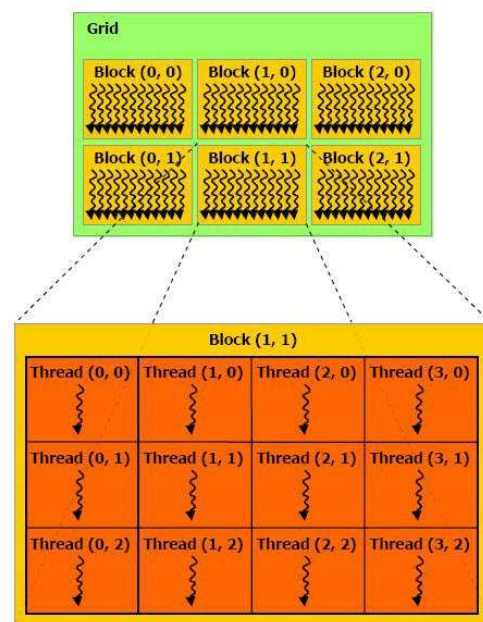 Grid
Block (0, 0) Block (1, 0) Block (2, 0)
Block (0, 1) Block (1, 1) Block (2, 1)
Block (1, 1)
Thread (0, 0) Thread (1, 0) Thread (2, 0) Thread (3, 0)
Thread (0, 1) Thread (1, 1) Thread (2, 1) Thread (3, 1)
Thread (0, 2) Thread (1, 2) Thread (2, 2) Thread (3, 2)